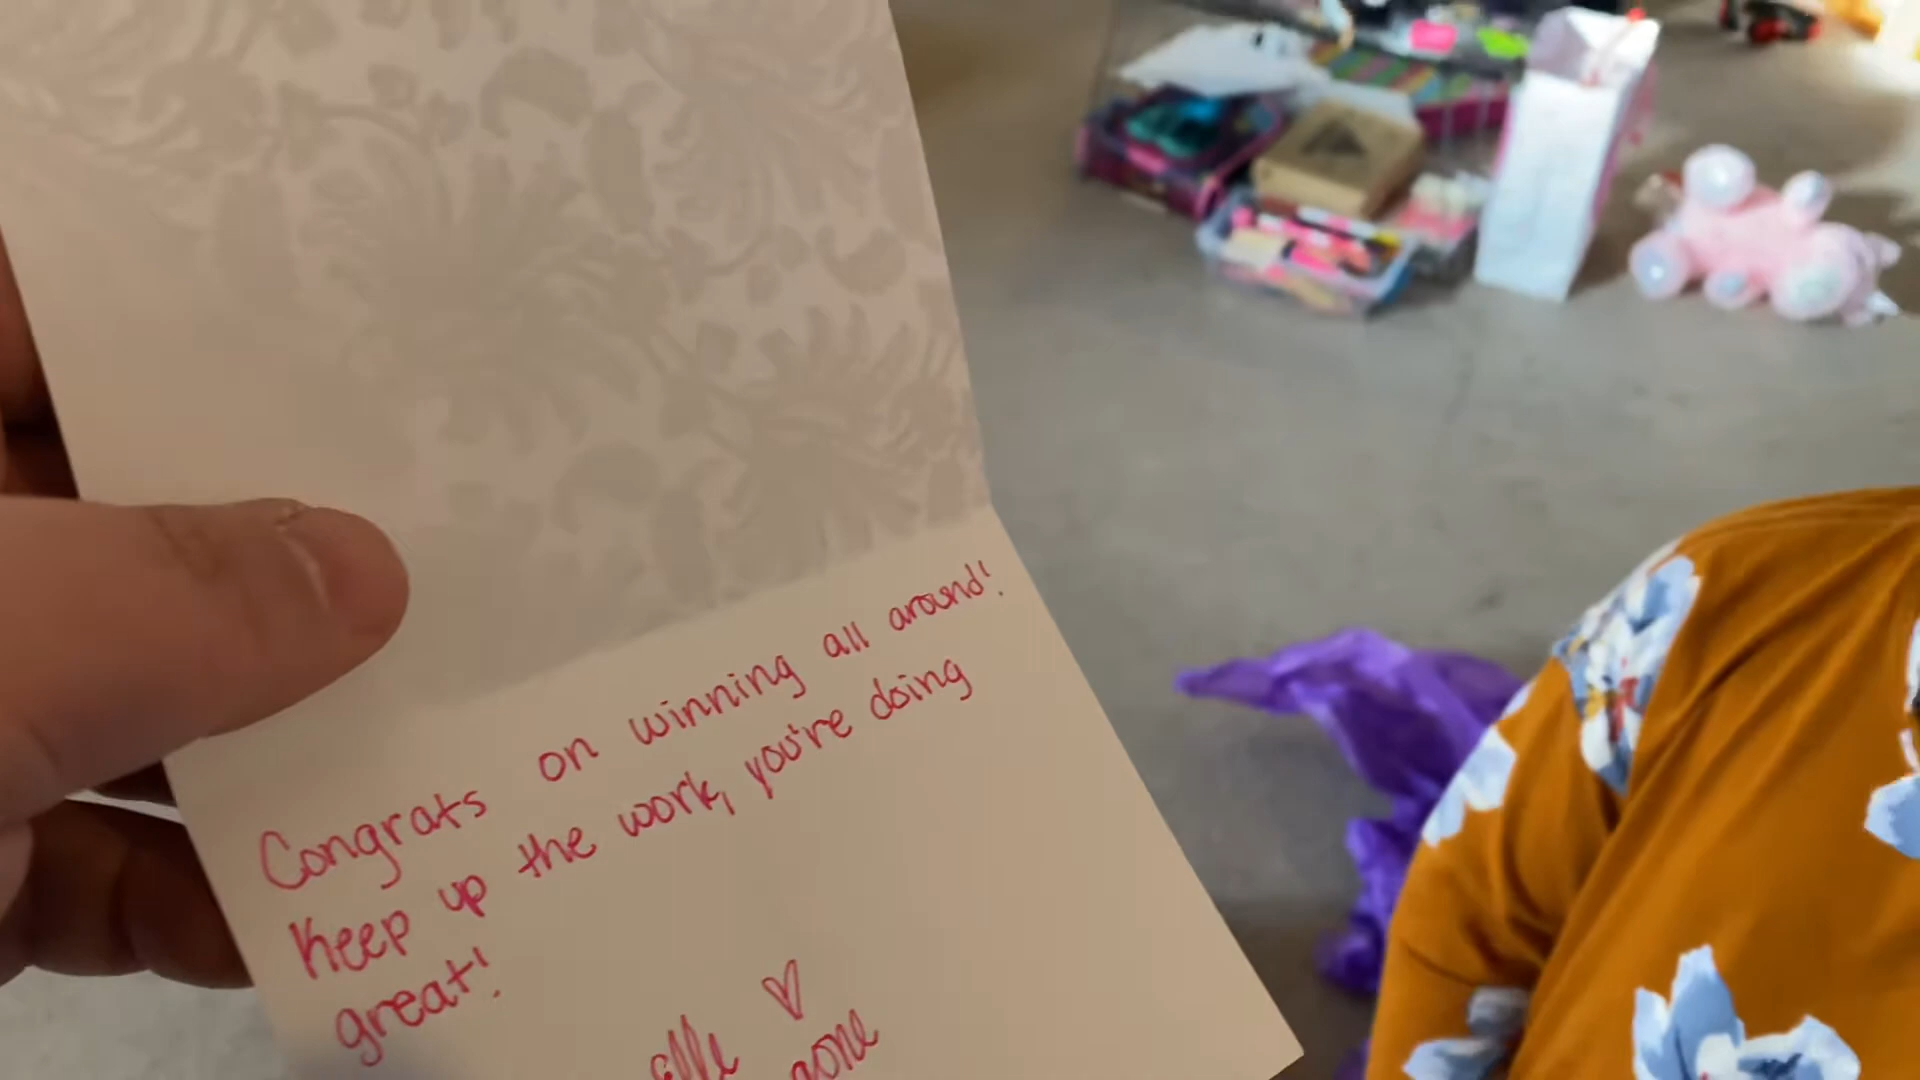 Congrats on winning all around!
Keep up the work, you're doing
great!